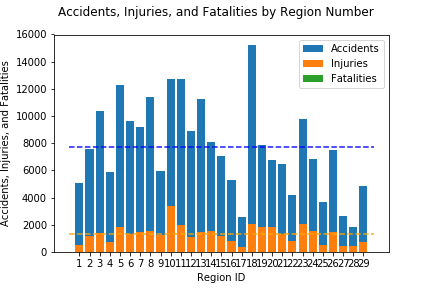 Accidents, Injuries, and Fatalities by Region Number
Accidents, Injuries, and Fatalities
16000
14000
12000
10000
8000
6000
4000
2000
0
Accidents
Injuries
Fatalities
1 2 3 4 5 6 7 8 9 10 11 12 13 14 15 16 17 18 19 20 21 22 23 24 25 26 27 28 29
Region ID